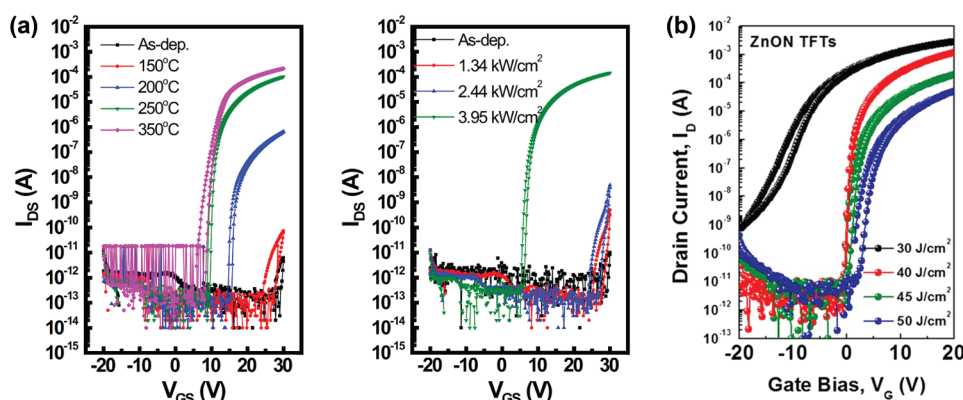 (a)
10⁻²
10⁻³
10⁻⁴
10⁻⁵
10⁻⁶
10⁻⁷
10⁻⁸
10⁻⁹
10⁻¹⁰
10⁻¹¹
10⁻¹²
10⁻¹³
10⁻¹⁴
10⁻¹⁵
I_DS (A)
As-dep.
150°C
200°C
250°C
350°C
-20 -10 0 10 20 30
V_GS (V)
10⁻²
10⁻³
10⁻⁴
10⁻⁵
10⁻⁶
10⁻⁷
10⁻⁸
10⁻⁹
10⁻¹⁰
10⁻¹¹
10⁻¹²
10⁻¹³
10⁻¹⁴
10⁻¹⁵
I_DS (A)
As-dep.
1.34 kW/cm²
2.44 kW/cm²
3.95 kW/cm²
-20 -10 0 10 20 30
V_GS (V)
(b)
10⁻²
10⁻³
10⁻⁴
10⁻⁵
10⁻⁶
10⁻⁷
10⁻⁸
10⁻⁹
10⁻¹⁰
10⁻¹¹
10⁻¹²
10⁻¹³
Drain Current, I_D (A)
ZnON TFTs
30 J/cm²
40 J/cm²
45 J/cm²
50 J/cm²
-20 -10 0 10 20
Gate Bias, V_G (V)